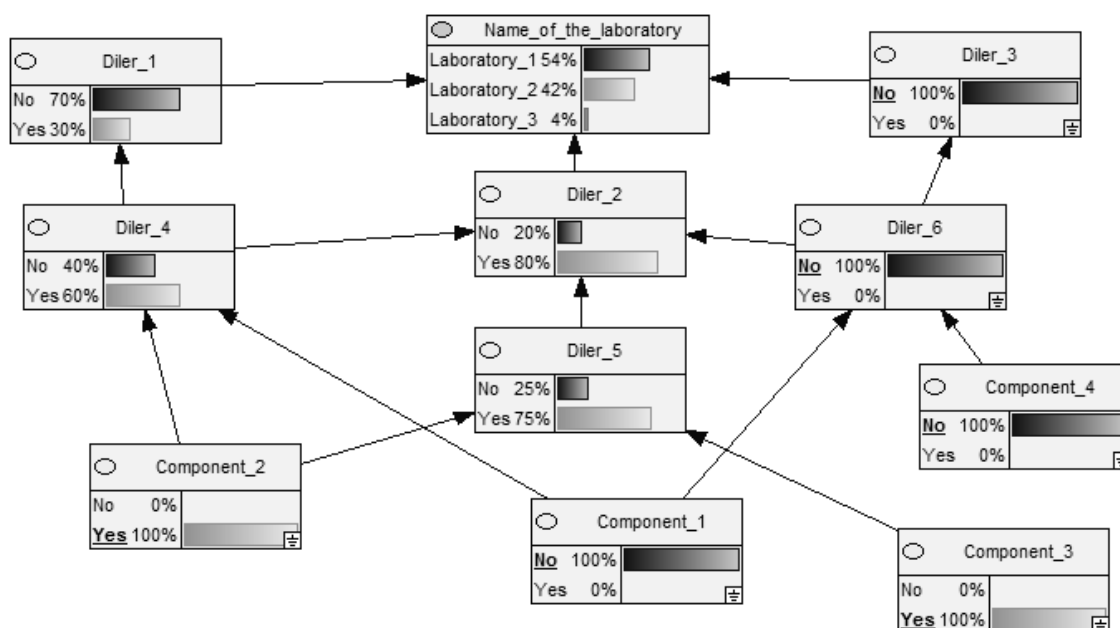 Diler_1
No 70%
Yes 30%
Name_of_the_laboratory
Laboratory_1 54%
Laboratory_2 42%
Laboratory_3 4%
Diler_3
No 100%
Yes 0%
Diler_4
No 40%
Yes 60%
Diler_2
No 20%
Yes 80%
Diler_6
No 100%
Yes 0%
Diler_5
No 25%
Yes 75%
Component_4
No 100%
Yes 0%
Component_2
No 0%
Yes 100%
Component_1
No 100%
Yes 0%
Component_3
No 0%
Yes 100%